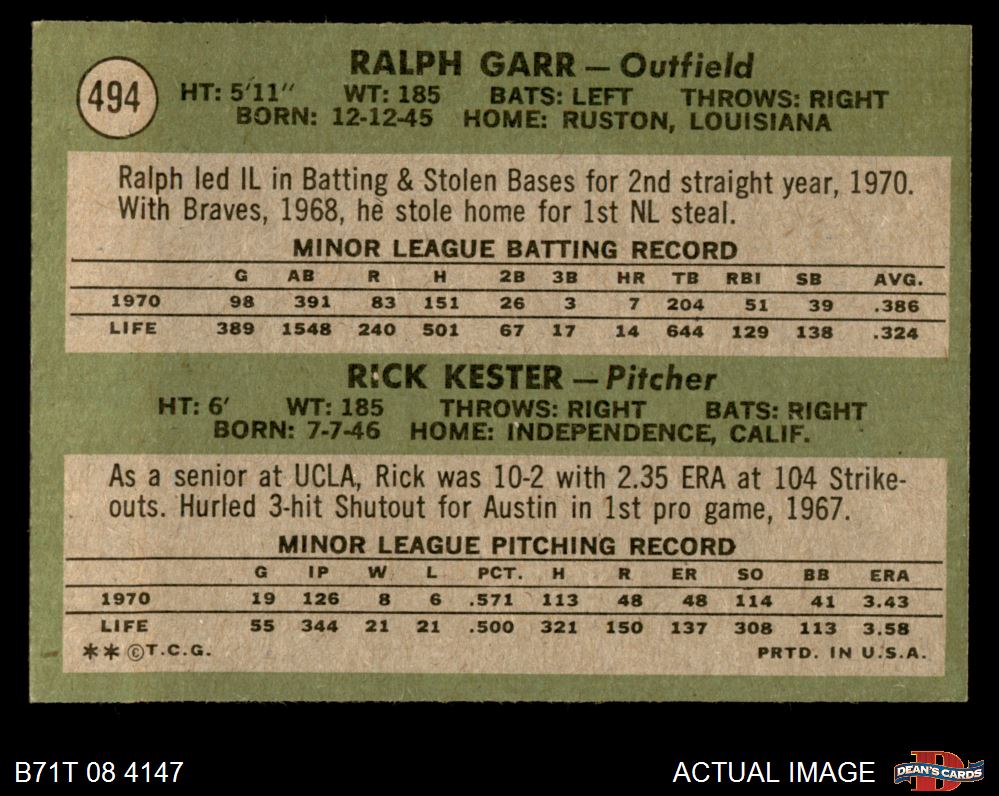 494
RALPH GARR — Outfield
HT: 5'11" WT: 185 BATS: LEFT THROWS: RIGHT
BORN: 12-12-45 HOME: RUSTON, LOUISIANA
Ralph led IL in Batting & Stolen Bases for 2nd straight year, 1970.
With Braves, 1968, he stole home for 1st NL steal.
MINOR LEAGUE BATTING RECORD
G AB R H 2B 3B HR TB RBI SB AVG.
1970 98 391 83 151 26 3 7 204 51 39 .386
LIFE 389 1548 240 501 67 17 14 644 129 138 .324
RICK KESTER — Pitcher
HT: 6' WT: 185 THROWS: RIGHT BATS: RIGHT
BORN: 7-7-46 HOME: INDEPENDENCE, CALIF.
As a senior at UCLA, Rick was 10-2 with 2.35 ERA at 104 Strike-
outs. Hurled 3-hit Shutout for Austin in 1st pro game, 1967.
MINOR LEAGUE PITCHING RECORD
G IP W L PCT. H R ER SO BB ERA
1970 19 126 8 6 .571 113 48 48 114 41 3.43
LIFE 55 344 21 21 .500 321 150 137 308 113 3.58
** ©T.C.G. PRTD. IN U.S.A.
B71T 08 4147 ACTUAL IMAGE DEAN'S CARDS